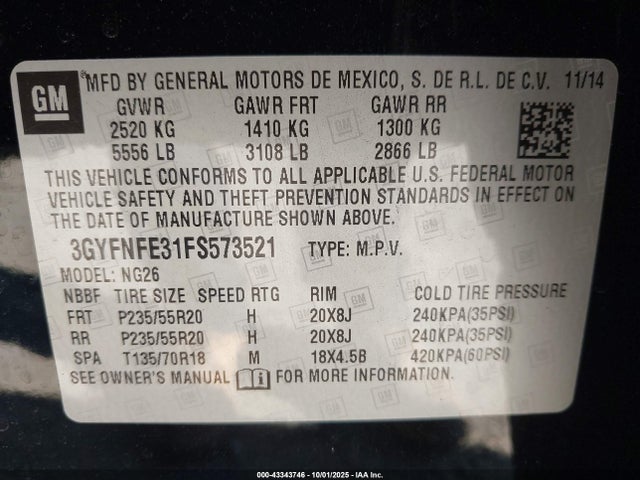 GM
MFD BY GENERAL MOTORS DE MEXICO, S. DE R.L. DE C.V. 11/14
GVWR GAWR FRT GAWR RR
2520 KG 1410 KG 1300 KG
5556 LB 3108 LB 2866 LB
THIS VEHICLE CONFORMS TO ALL APPLICABLE U.S. FEDERAL MOTOR
VEHICLE SAFETY AND THEFT PREVENTION STANDARDS IN EFFECT ON
THE DATE OF MANUFACTURE SHOWN ABOVE.
3GYFNFE31FS573521 TYPE: M.P.V.
MODEL: NG26
NBBF TIRE SIZE SPEED RTG RIM COLD TIRE PRESSURE
FRT P235/55R20 H 20X8J 240KPA(35PSI)
RR P235/55R20 H 20X8J 240KPA(35PSI)
SPA T135/70R18 M 18X4.5B 420KPA(60PSI)
SEE OWNER'S MANUAL FOR MORE INFORMATION.
000-43343746 - 10/01/2025 - IAA Inc.